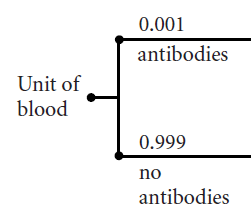 0.001
antibodies
Unit of
blood
0.999
no
antibodies